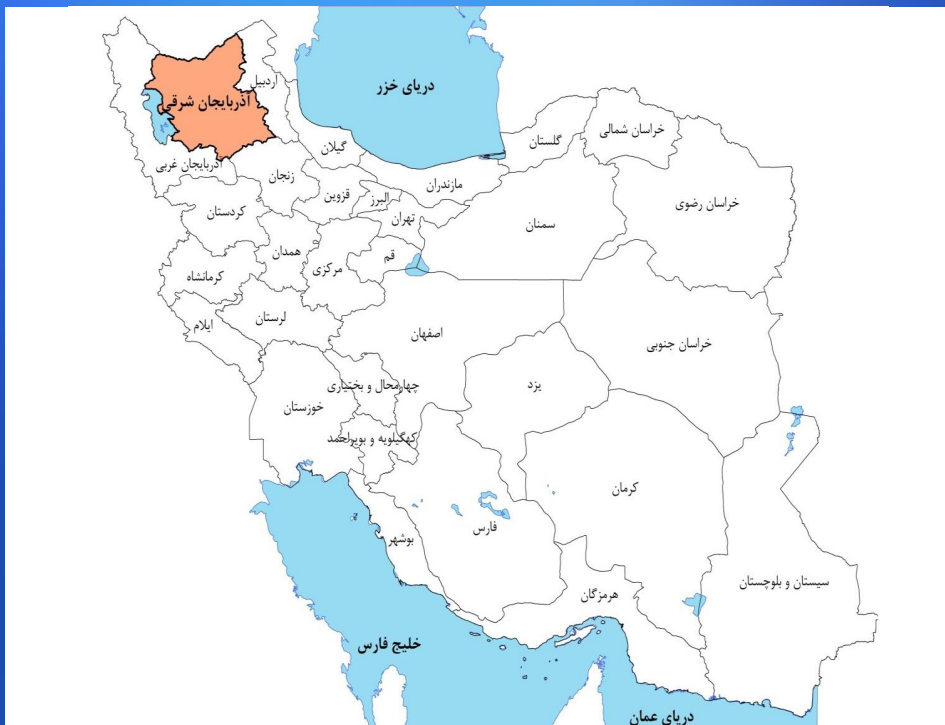 دریای خزر
اردبیل
آذربایجان شرقی
خراسان شمالی
گلستان
گیلان
آذربایجان غربی
زنجان
مازندران
قزوین
البرز
خراسان رضوی
کردستان
تهران
سمنان
همدان
قم
مرکزی
کرمانشاه
لرستان
ایلام
اصفهان
خراسان جنوبی
چهارمحال و بختیاری
یزد
خوزستان
کهگیلویه و بویراحمد
کرمان
فارس
بوشهر
سیستان و بلوچستان
هرمزگان
خلیج فارس
دریای عمان